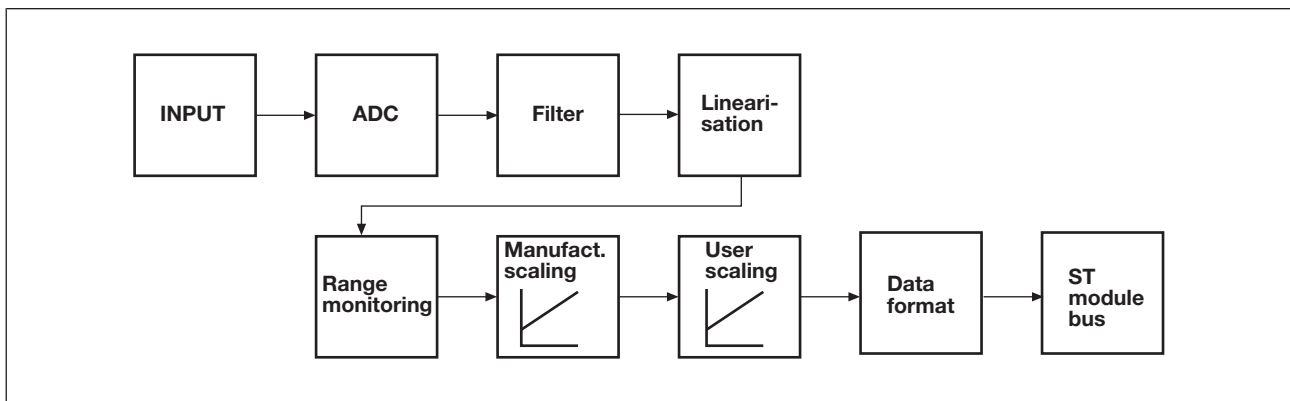 INPUT
ADC
Filter
Lineari-
sation
Range
monitoring
Manufact.
scaling
User
scaling
Data
format
ST
module
bus